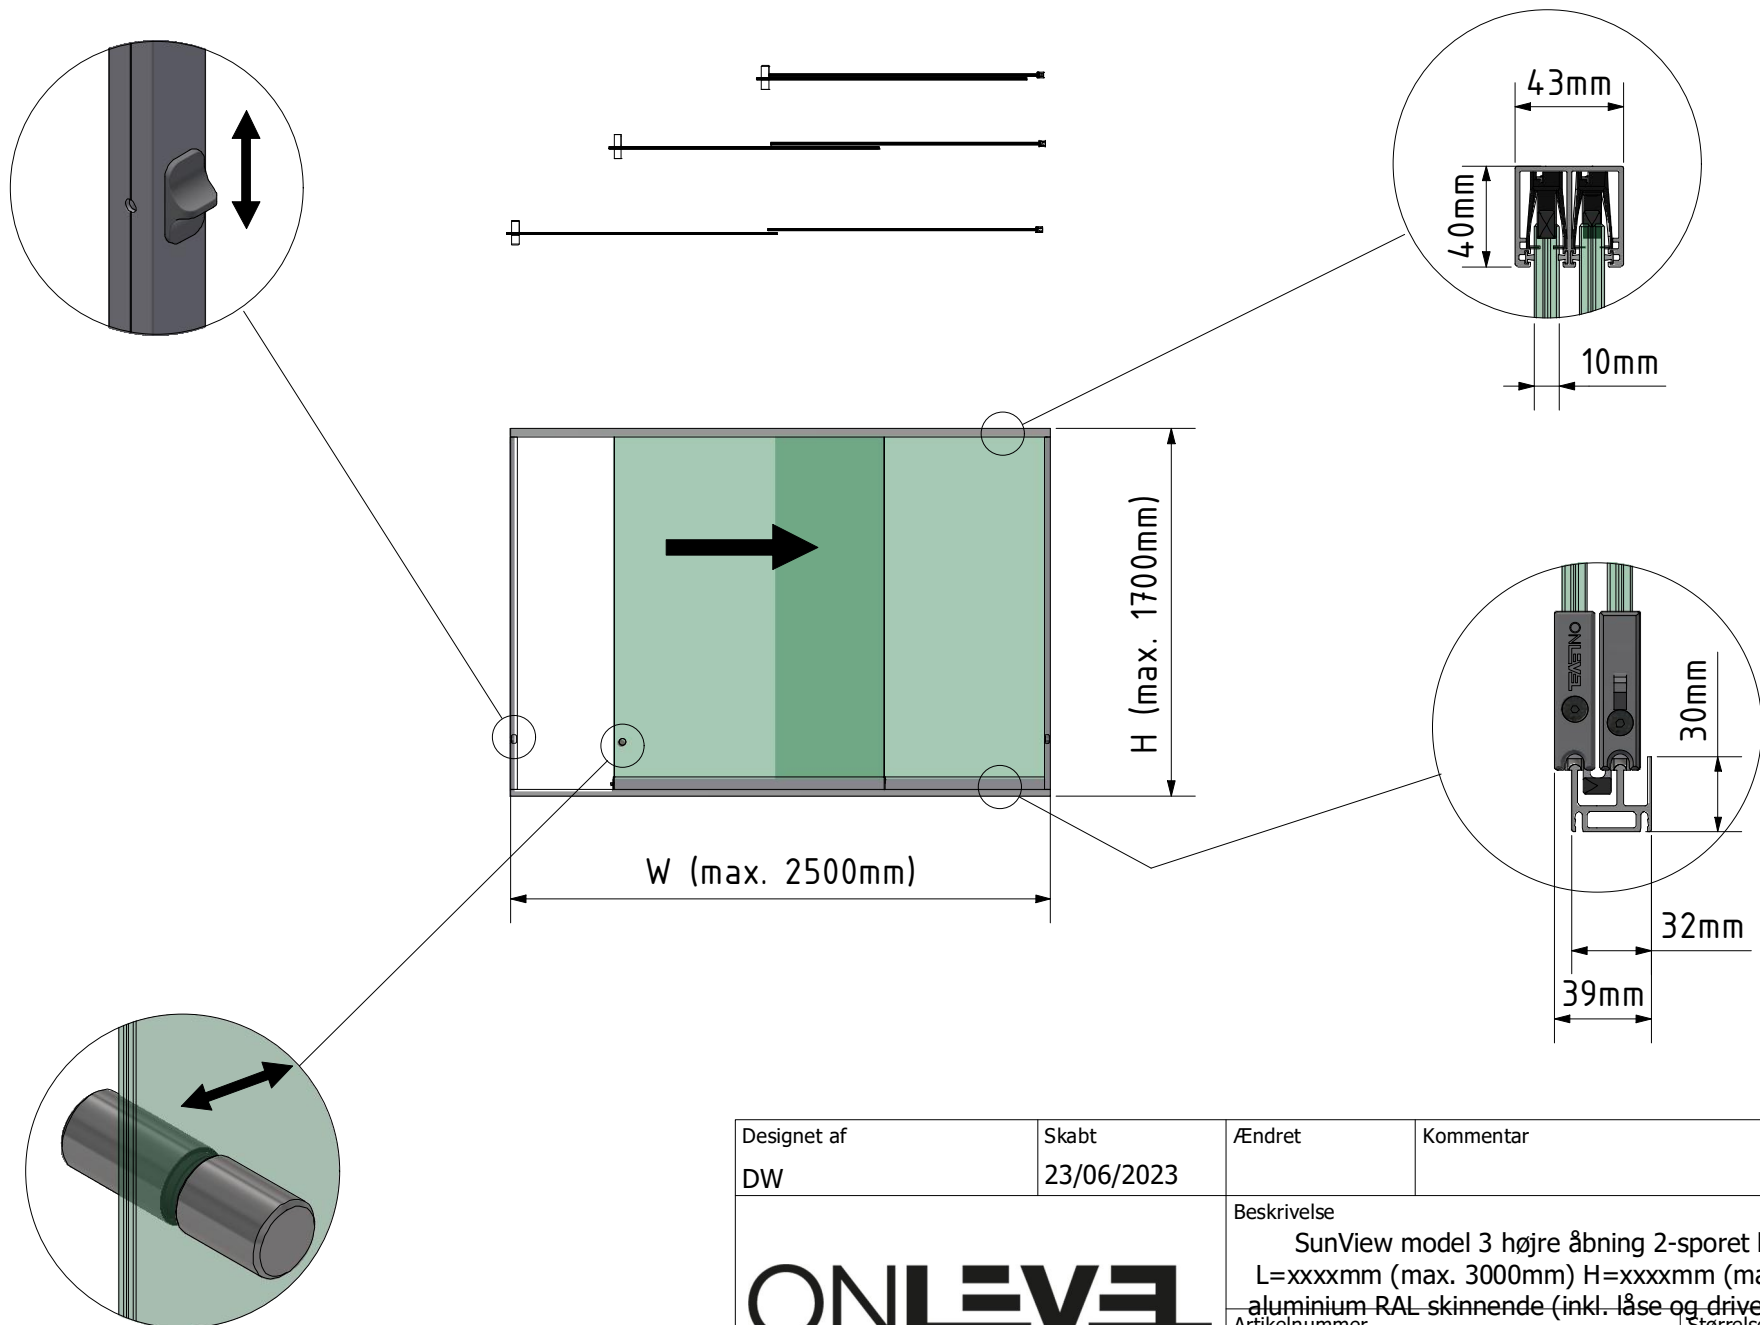 43mm
40mm
10mm
H (max. 1700mm)
W (max. 2500mm)
ONLEVEL
30mm
32mm
39mm
Designet af
DW
Skabt
23/06/2023
Ændret
Kommentar
Beskrivelse
SunView model 3 højre åbning 2-sporet
L=xxxxmm (max. 3000mm) H=xxxxmm
aluminium RAL skinnende (inkl. låse og
Artikelnummer
ONLEVEL